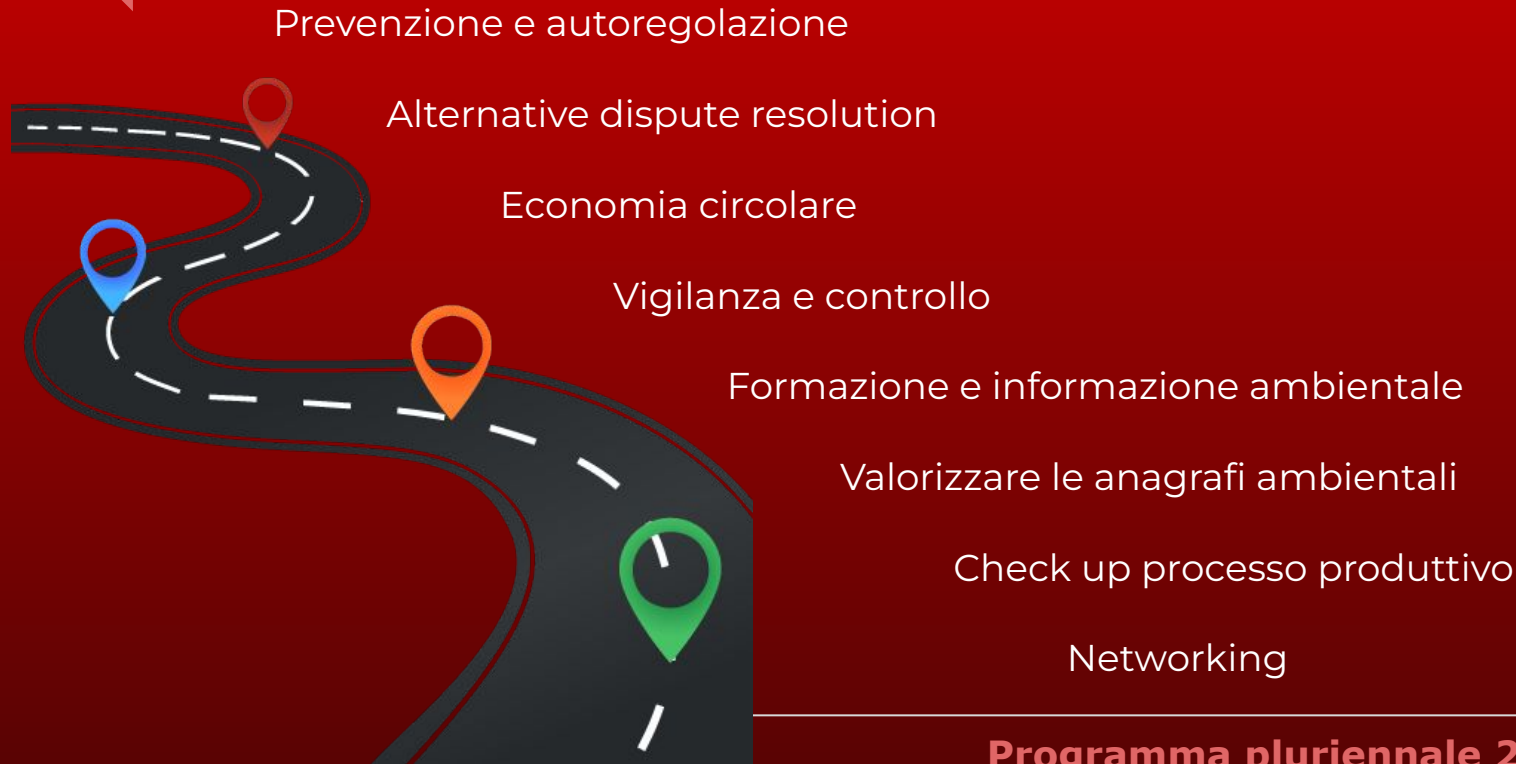 Prevenzione e autoregolazione
Alternative dispute resolution
Economia circolare
Vigilanza e controllo
Formazione e informazione ambientale
Valorizzare le anagrafi ambientali
Check up processo produttivo
Networking
Programma pluriennale 2